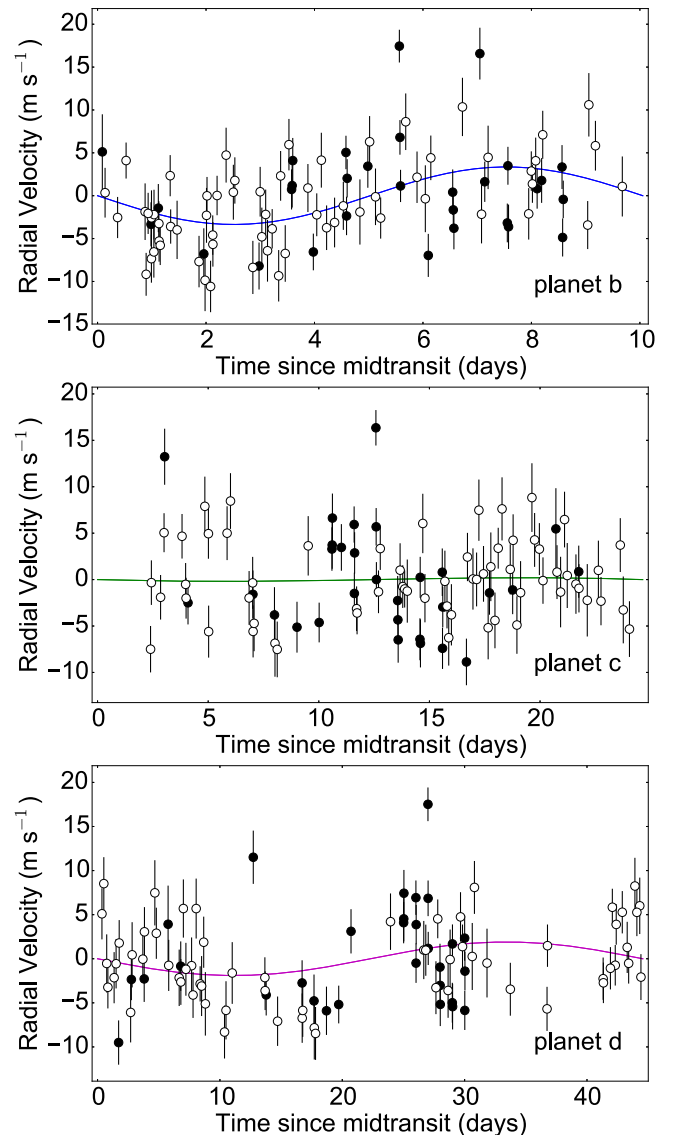 20
15
10
5
0
−5
−10
−15
Radial Velocity (m s⁻¹)
planet b
0 2 4 6 8 10
Time since midtransit (days)
20
15
10
5
0
−5
−10
Radial Velocity (m s⁻¹)
planet c
0 5 10 15 20
Time since midtransit (days)
20
15
10
5
0
−5
−10
Radial Velocity (m s⁻¹)
planet d
0 10 20 30 40
Time since midtransit (days)